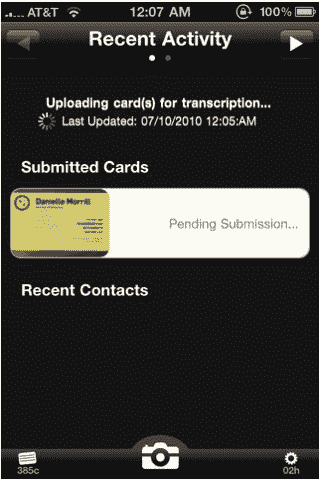 AT&T 12:07 AM 100%
Recent Activity
Uploading card(s) for transcription...
Last Updated: 07/10/2010 12:05:AM
Submitted Cards
Danielle Morrill
Pending Submission...
Recent Contacts
385c 02h